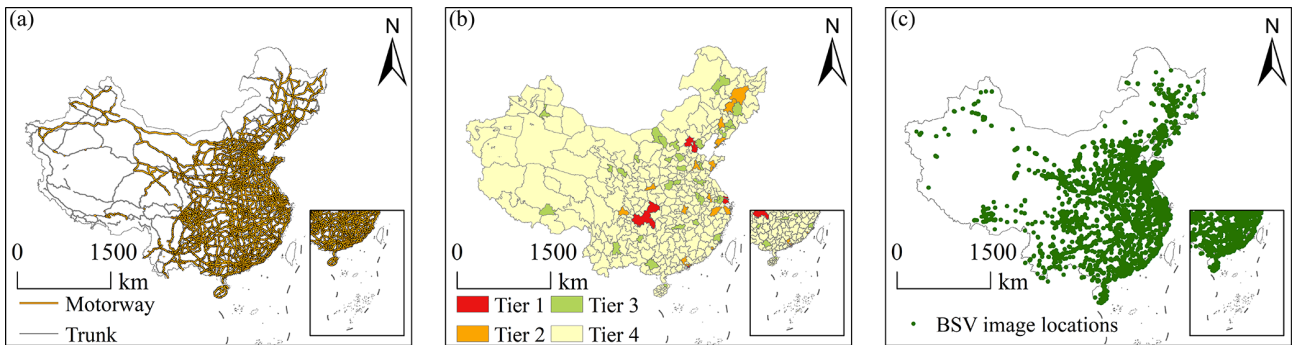 (a)
N
0
1500
km
Motorway
Trunk
(b)
N
0
1500
km
Tier 1
Tier 3
Tier 2
Tier 4
(c)
N
0
1500
km
BSV image locations